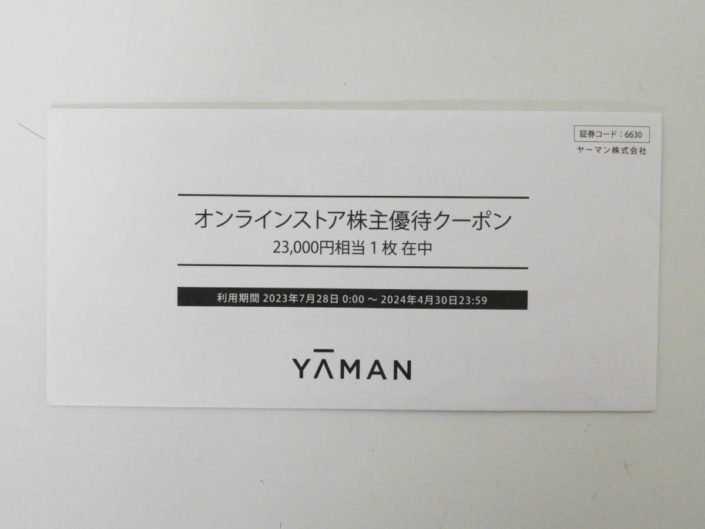 証券コード：6630
ヤーマン株式会社
オンラインストア株主優待クーポン
23,000円相当 1 枚 在中
利用期間 2023年7月28日 0:00 ～ 2024年4月30日23:59
YAMAN